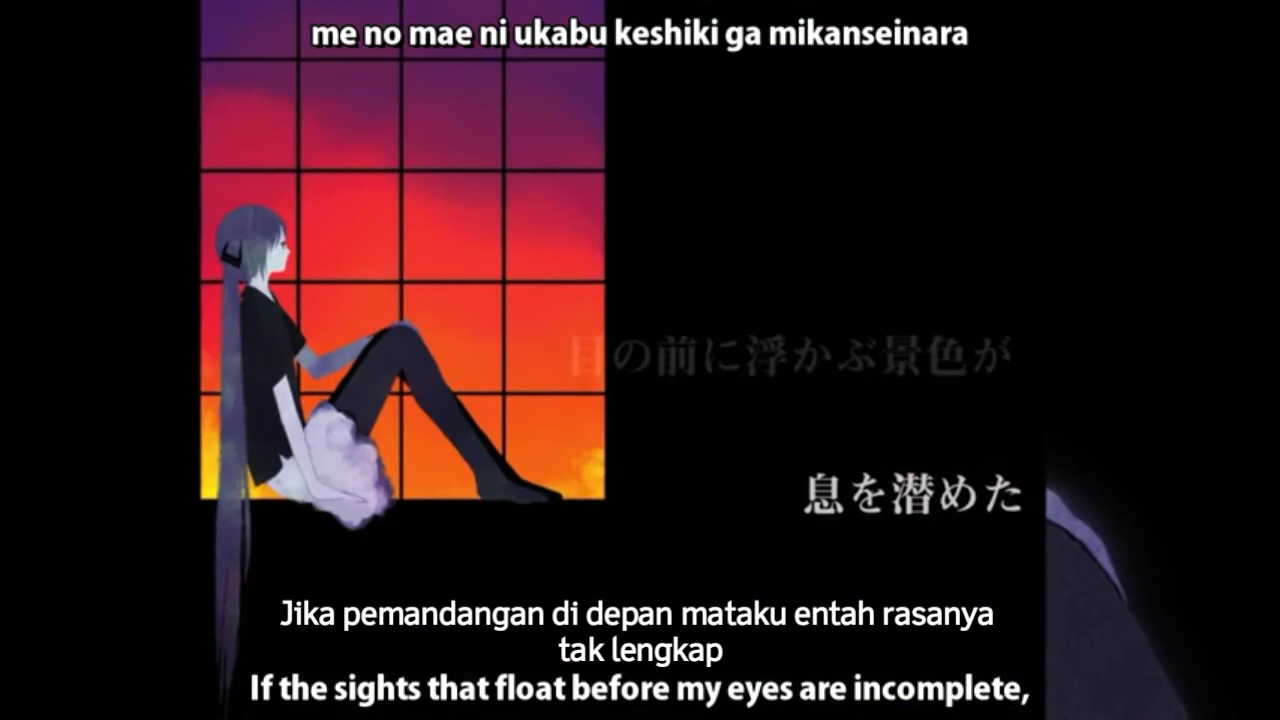 me no mae ni ukabu keshiki ga mikanseinara
目の前に浮かぶ景色が
息を潜めた
Jika pemandangan di depan mataku entah rasanya
tak lengkap
If the sights that float before my eyes are incomplete,